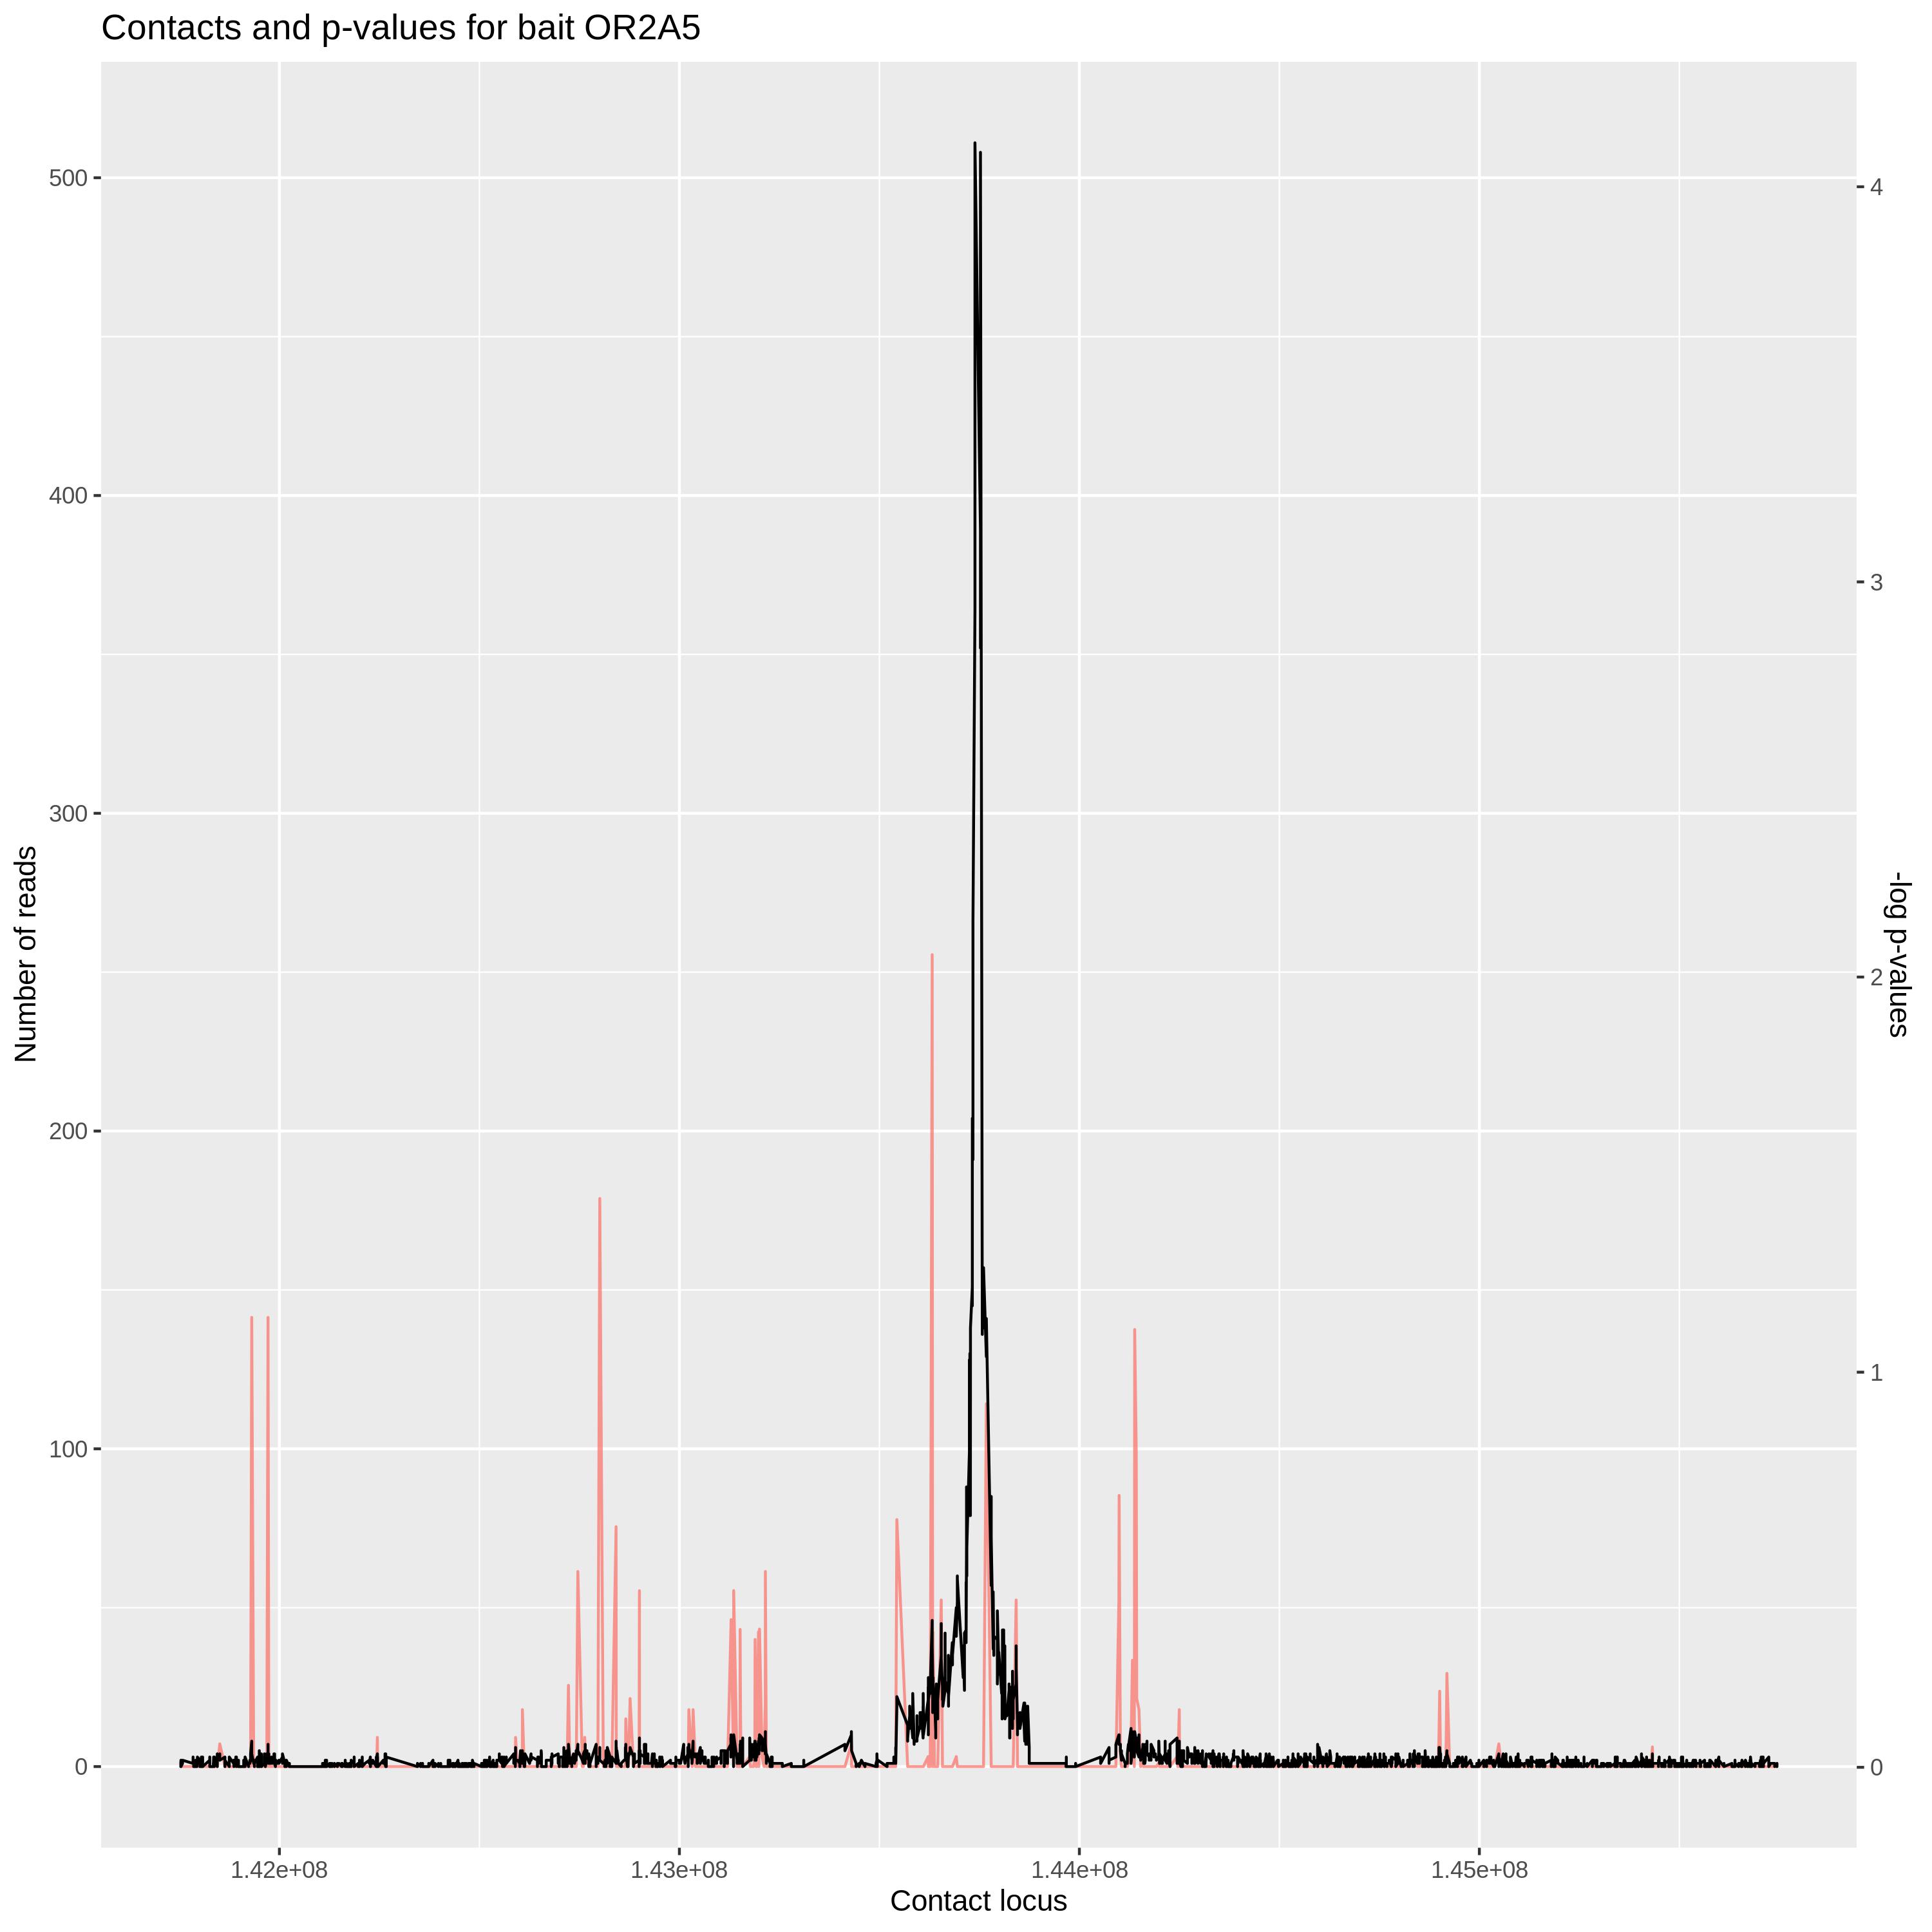 Contacts and p-values for bait OR2A5
500
400
300
200
100
0
Number of reads
4
3
2
1
0
-log p-values
1.42e+08
1.43e+08
1.44e+08
1.45e+08
Contact locus